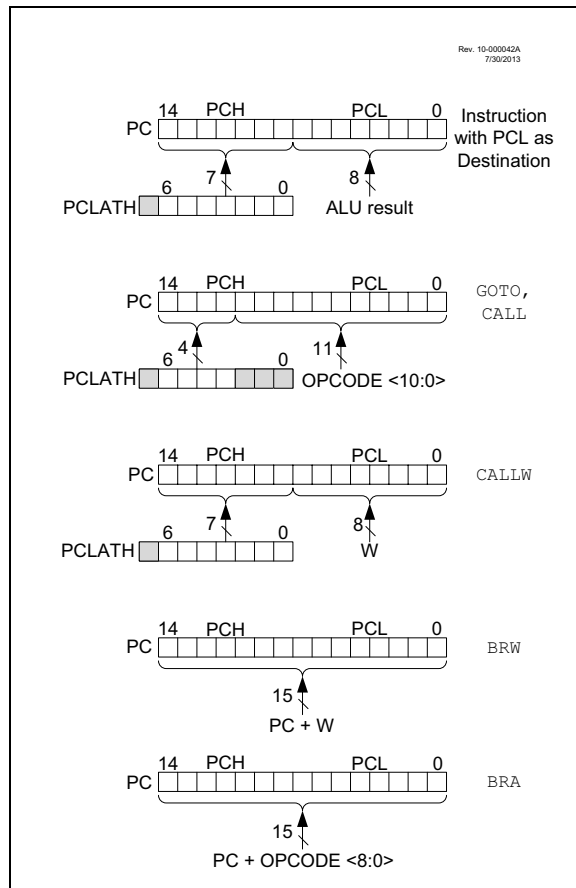 Rev. 10-000042A
7/30/2013
14 PCH PCL 0
PC
Instruction
with PCL as
Destination
7 8
6 0
PCLATH
ALU result
14 PCH PCL 0
PC
GOTO,
CALL
4 11
6 0
PCLATH
OPCODE <10:0>
14 PCH PCL 0
PC
CALLW
7 8
6 0
PCLATH
W
14 PCH PCL 0
PC
BRW
15
PC + W
14 PCH PCL 0
PC
BRA
15
PC + OPCODE <8:0>